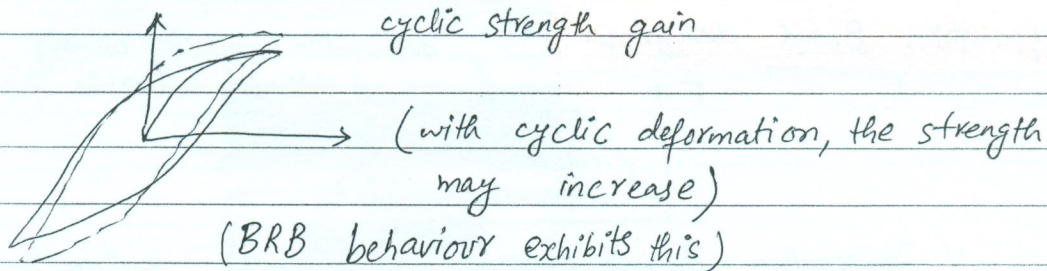 cyclic strength gain
(with cyclic deformation, the strength
may increase)
(BRB behaviour exhibits this)